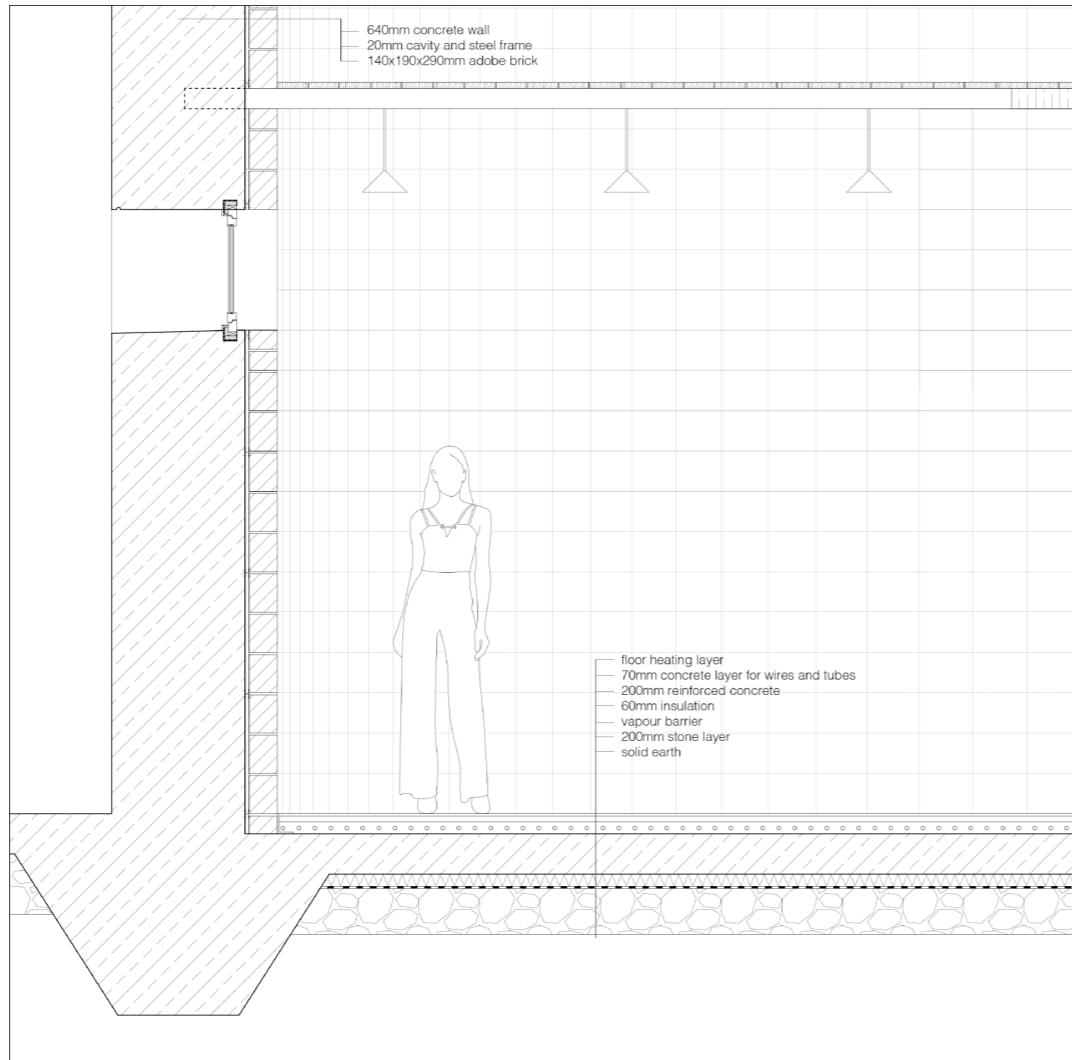 640mm concrete wall
20mm cavity and steel frame
140x190x290mm adobe brick
floor heating layer
70mm concrete layer for wires and tubes
200mm reinforced concrete
60mm insulation
vapour barrier
200mm stone layer
solid earth